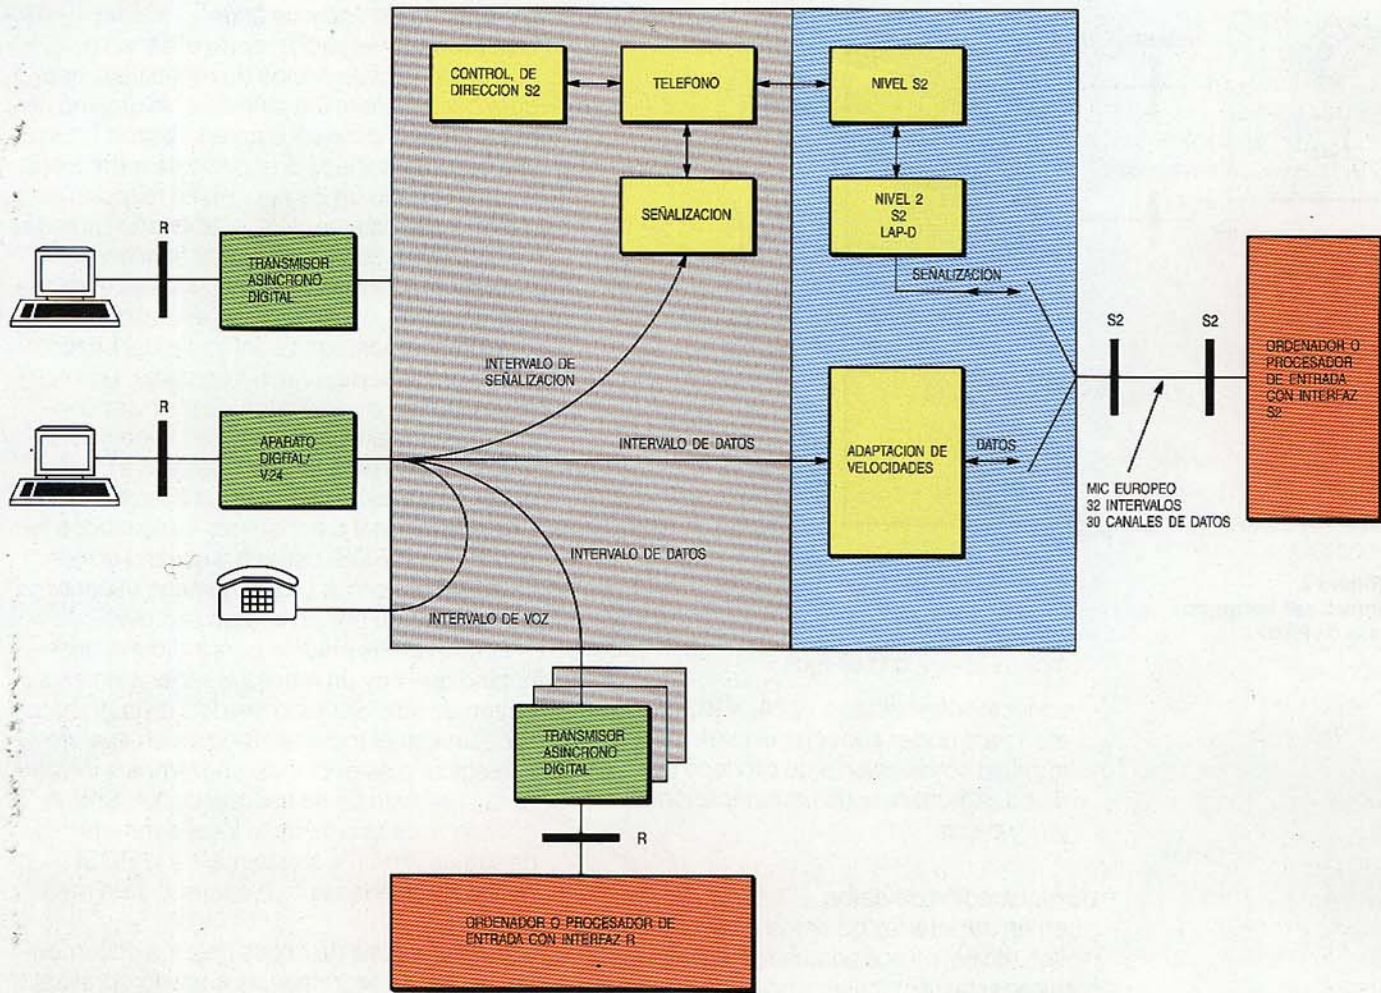 CONTROL, DE
DIRECCION S2
TELEFONO
NIVEL S2
SEÑALIZACION
NIVEL 2
S2
LAP-D
SEÑALIZACION
R
TRANSMISOR
ASINCRONO
DIGITAL
S2
S2
ORDENADOR O
PROCESADOR
DE ENTRADA
CON INTERFAZ
S2
INTERVALO DE
SEÑALIZACION
R
APARATO
DIGITAL/
V.24
INTERVALO DE DATOS
ADAPTACION DE
VELOCIDADES
DATOS
MIC EUROPEO
32 INTERVALOS
30 CANALES DE DATOS
INTERVALO DE DATOS
INTERVALO DE VOZ
TRANSMISOR
ASINCRONO
DIGITAL
R
ORDENADOR O PROCESADOR DE
ENTRADA CON INTERFAZ R